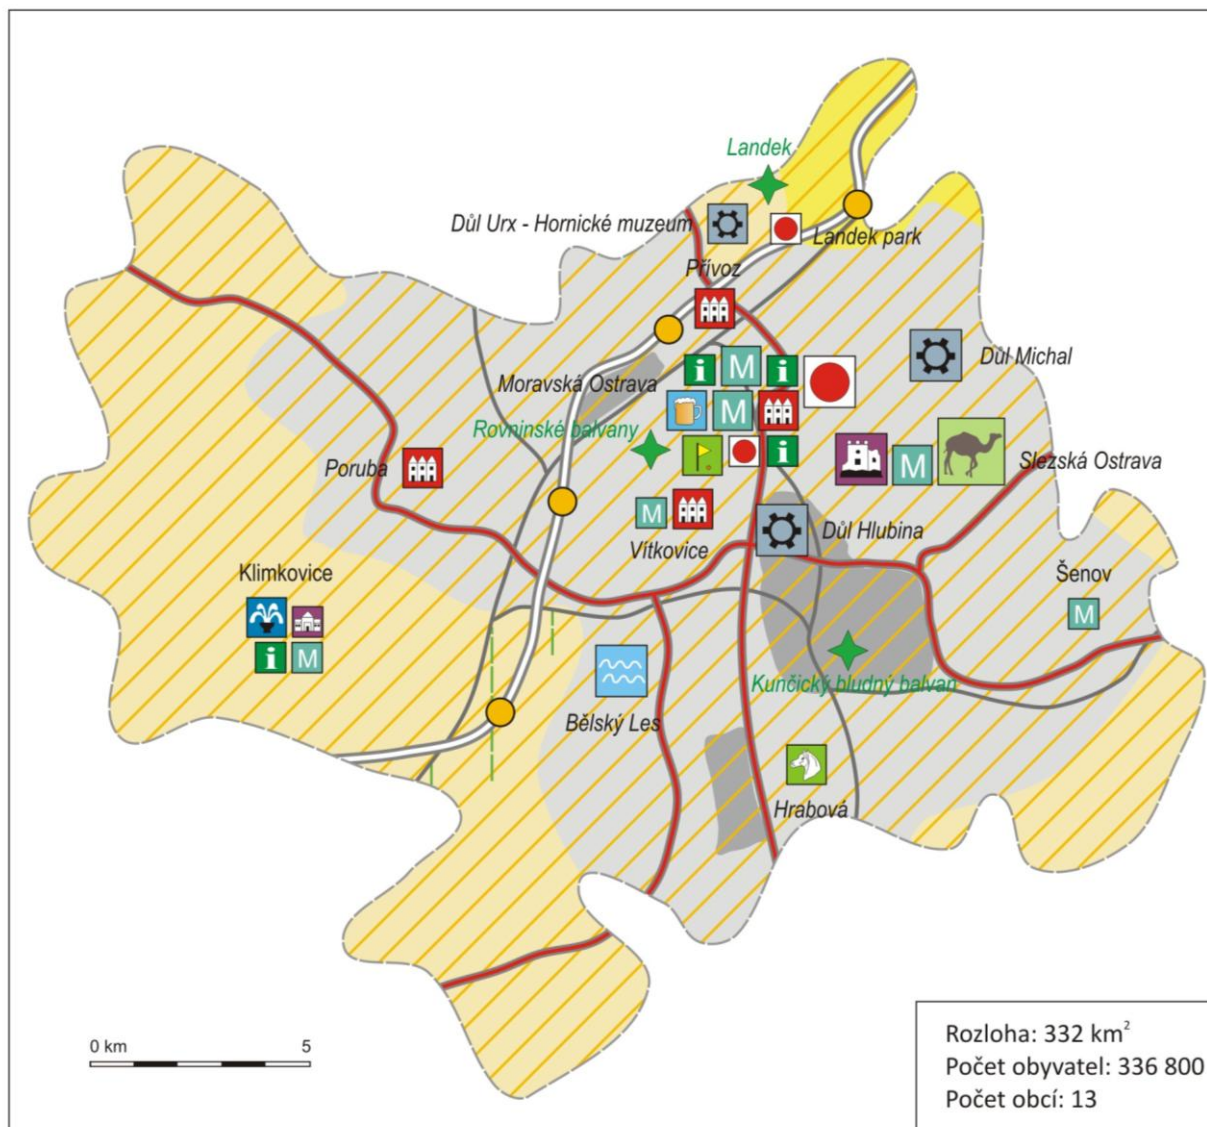 Landek
Důl Urx - Hornické muzeum
Landek park
Přívoz
Důl Michal
Moravská Ostrava
i
M
i
Rovninské balvany
M
Poruba
i
M
Slezská Ostrava
M
Důl Hlubina
Vítkovice
Klimkovice
Šenov
M
i
M
Kunčický bludný balvan
Bělský Les
Hrabová
0 km 5
Rozloha: 332 km²
Počet obyvatel: 336 800
Počet obcí: 13